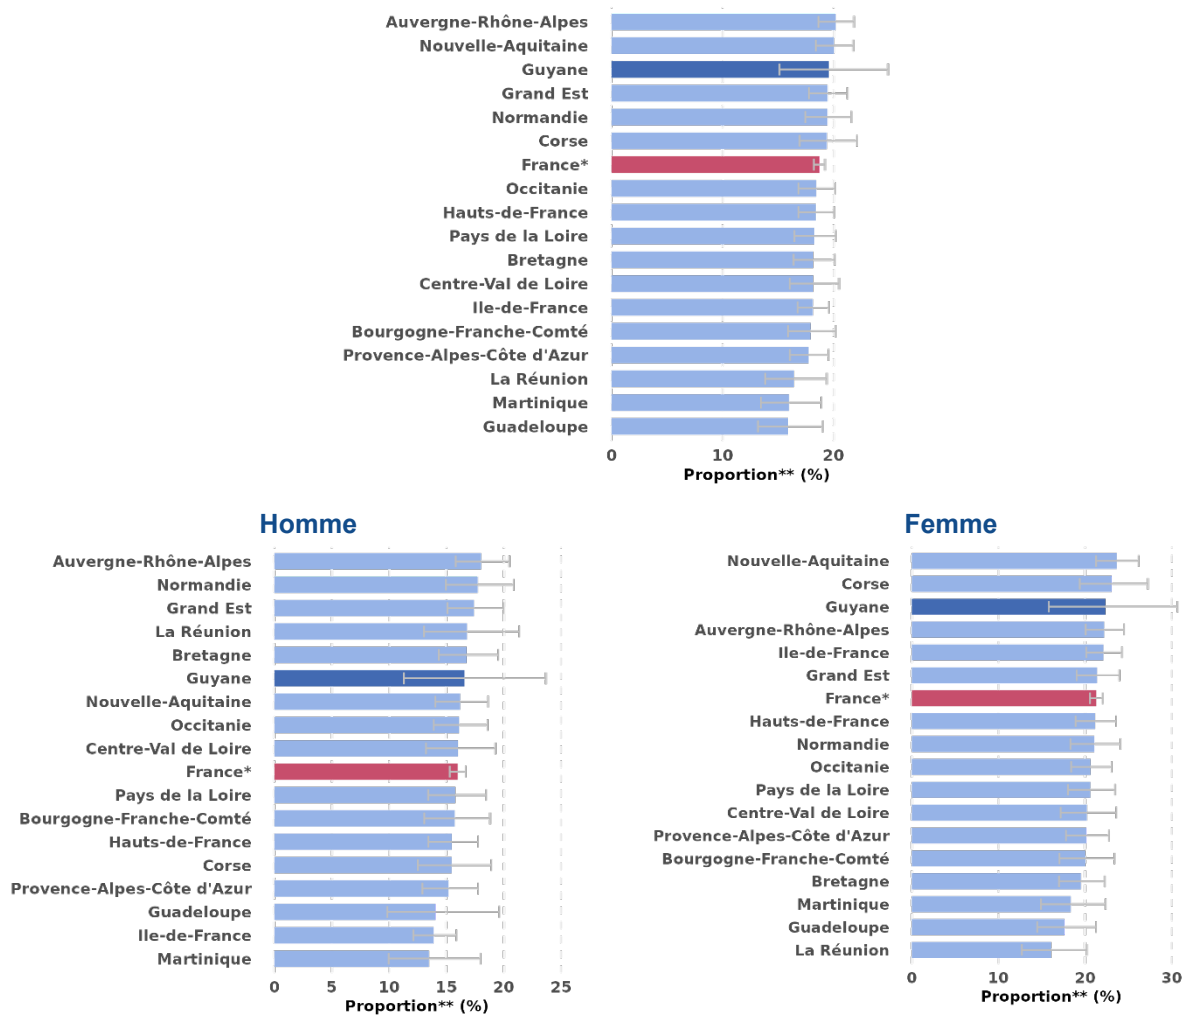 Auvergne-Rhône-Alpes
Nouvelle-Aquitaine
Guyane
Grand Est
Normandie
Corse
France*
Occitanie
Hauts-de-France
Pays de la Loire
Bretagne
Centre-Val de Loire
Ile-de-France
Bourgogne-Franche-Comté
Provence-Alpes-Côte d'Azur
La Réunion
Martinique
Guadeloupe
0 10 20
Proportion** (%)
Homme
Auvergne-Rhône-Alpes
Normandie
Grand Est
La Réunion
Bretagne
Guyane
Nouvelle-Aquitaine
Occitanie
Centre-Val de Loire
France*
Pays de la Loire
Bourgogne-Franche-Comté
Hauts-de-France
Corse
Provence-Alpes-Côte d'Azur
Guadeloupe
Ile-de-France
Martinique
0 5 10 15 20 25
Proportion** (%)
Femme
Nouvelle-Aquitaine
Corse
Guyane
Auvergne-Rhône-Alpes
Ile-de-France
Grand Est
France*
Hauts-de-France
Normandie
Occitanie
Pays de la Loire
Centre-Val de Loire
Provence-Alpes-Côte d'Azur
Bourgogne-Franche-Comté
Bretagne
Martinique
Guadeloupe
La Réunion
0 10 20 30
Proportion** (%)